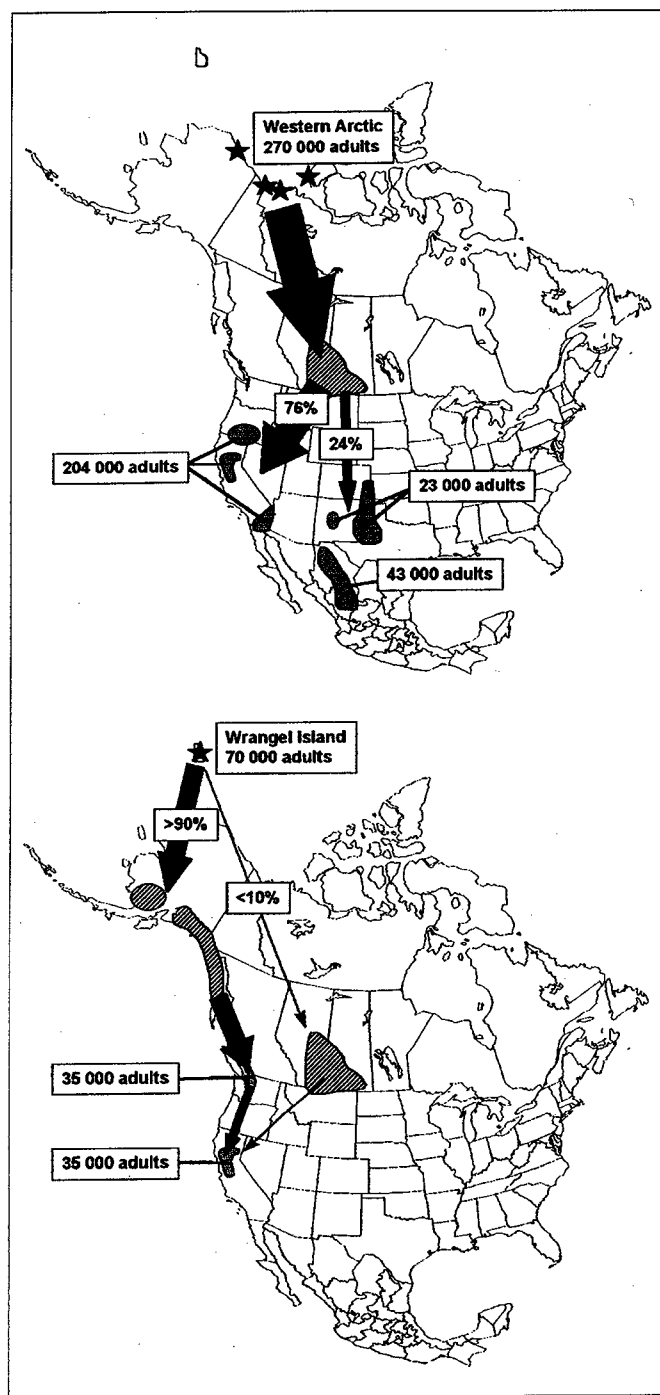 Western Arctic
270 000 adults
76%
24%
204 000 adults
23 000 adults
43 000 adults
Wrangel Island
70 000 adults
>90%
<10%
35 000 adults
35 000 adults